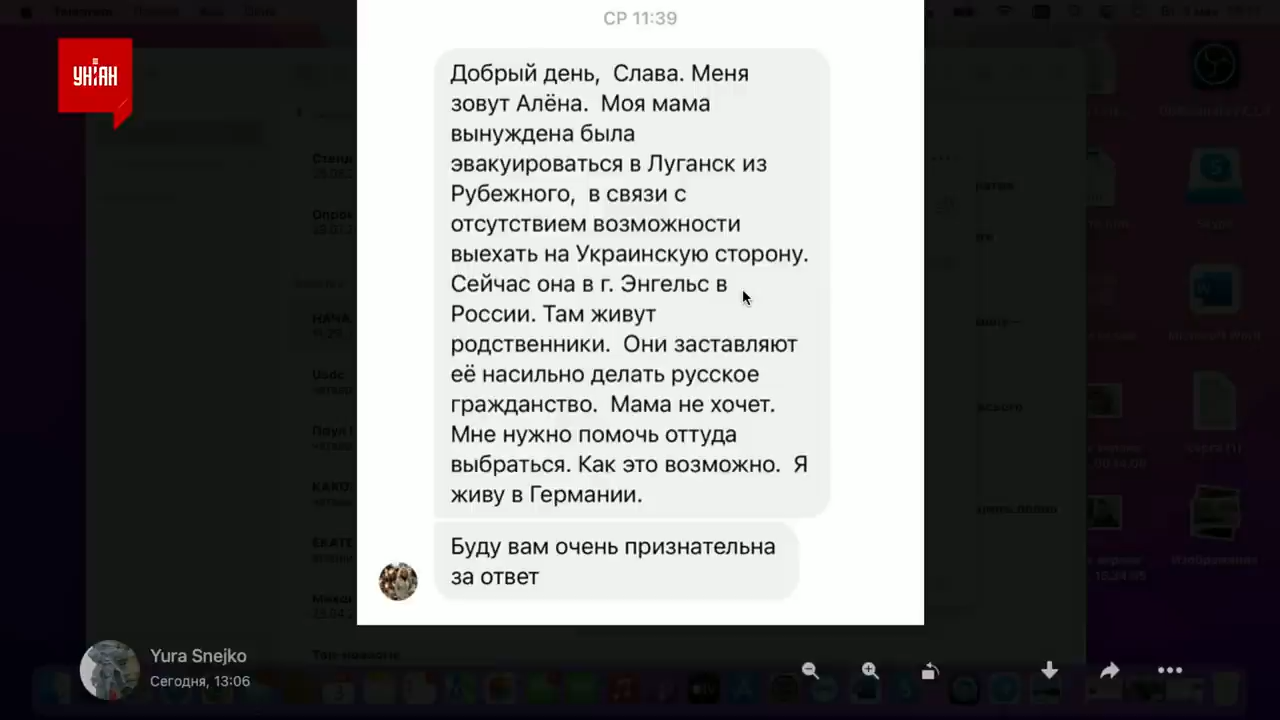 СР 11:39
УНІАН
Добрый день,  Слава. Меня
зовут Алёна.  Моя мама
вынуждена была
эвакуироваться в Луганск из
Рубежного,  в связи с
отсутствием возможности
выехать на Украинскую сторону.
Сейчас она в г. Энгельс в
России. Там живут
родственники.  Они заставляют
её насильно делать русское
гражданство.  Мама не хочет.
Мне нужно помочь оттуда
выбраться. Как это возможно.  Я
живу в Германии.
Буду вам очень признательна
за ответ
Yura Snejko
Сегодня, 13:06